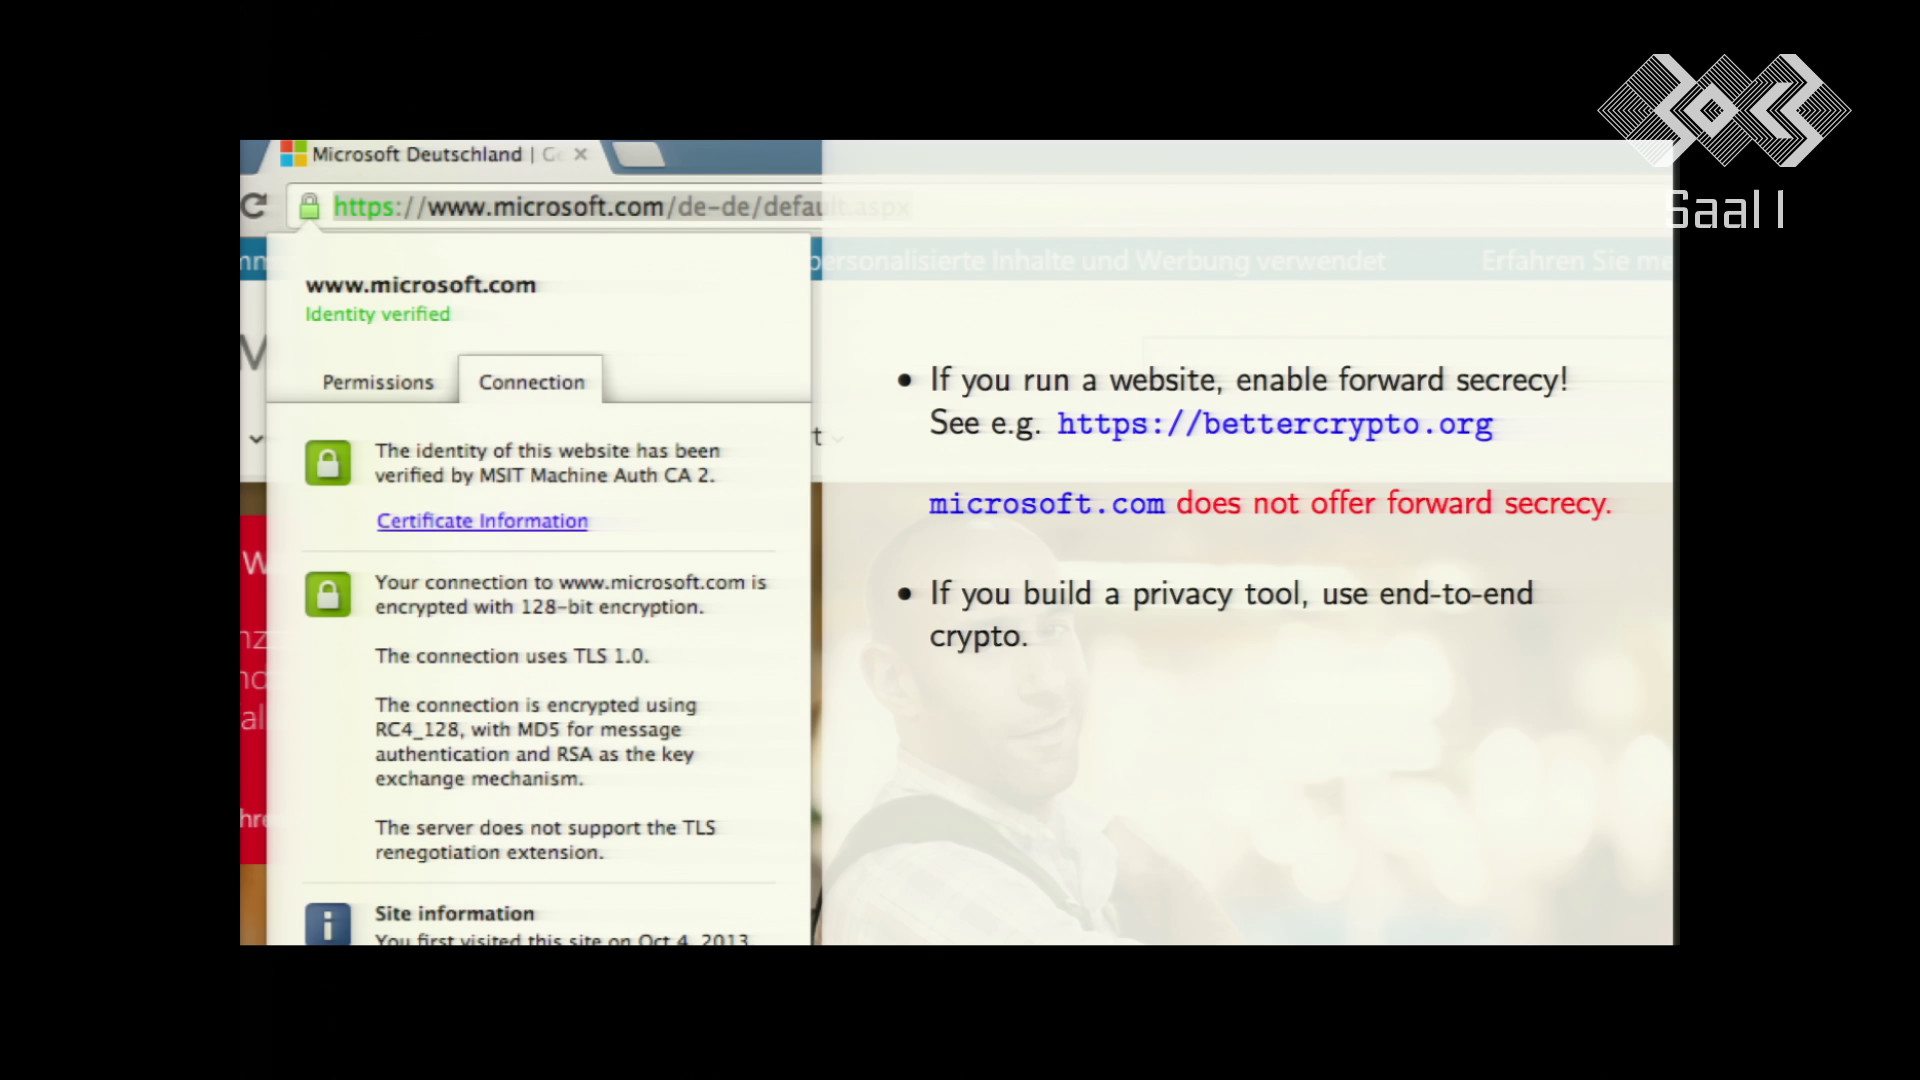 Microsoft Deutschland | Ge
https://www.microsoft.com/de-de/default.aspx
Saal 1
personalisierte Inhalte und Werbung verwendet Erfahren Sie me
www.microsoft.com
Identity verified
Permissions
Connection
The identity of this website has been
verified by MSIT Machine Auth CA 2.
Certificate Information
Your connection to www.microsoft.com is
encrypted with 128-bit encryption.
The connection uses TLS 1.0.
The connection is encrypted using
RC4_128, with MD5 for message
authentication and RSA as the key
exchange mechanism.
The server does not support the TLS
renegotiation extension.
Site information
You first visited this site on Oct 4, 2013
• If you run a website, enable forward secrecy!
See e.g. https://bettercrypto.org
microsoft.com does not offer forward secrecy.
• If you build a privacy tool, use end-to-end
crypto.